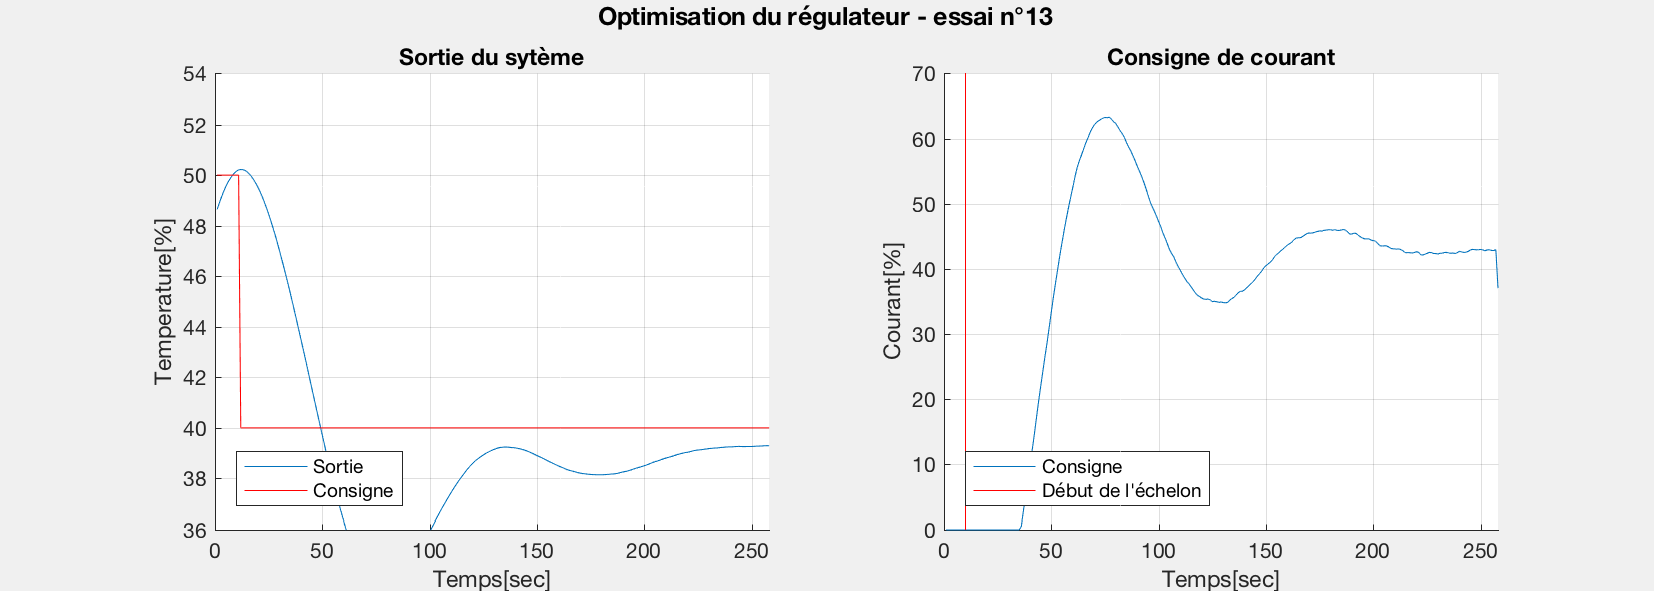 Optimisation du régulateur - essai n°13
Sortie du sytème
54
52
50
48
46
44
42
40
38
36
Temperature[%]
Sortie
Consigne
0
50
100
150
200
250
Temps[sec]
Consigne de courant
70
60
50
40
30
20
10
0
Courant[%]
Consigne
Début de l'échelon
0
50
100
150
200
250
Temps[sec]